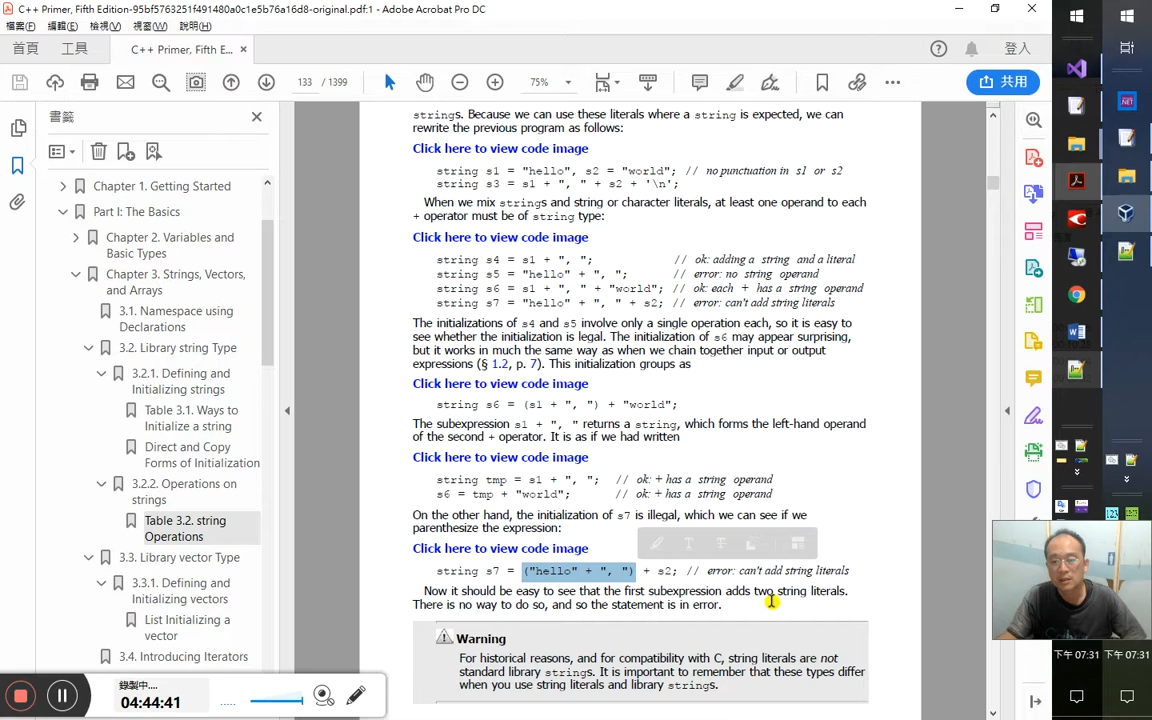 C++ Primer, Fifth Edition-95bf5763251f491480a0c1e5b76a16d8-original.pdf:1 - Adobe Acrobat Pro DC
檔案(F) 編輯(E) 檢視(V) 視窗(W) 說明(H)
首頁 工具 C++ Primer, Fifth E... × 登入
133 / 1399 75% 共用
書籤
Chapter 1. Getting Started
Part I: The Basics
Chapter 2. Variables and
Basic Types
Chapter 3. Strings, Vectors,
and Arrays
3.1. Namespace using
Declarations
3.2. Library string Type
3.2.1. Defining and
Initializing strings
Table 3.1. Ways to
Initialize a string
Direct and Copy
Forms of Initialization
3.2.2. Operations on
strings
Table 3.2. string
Operations
3.3. Library vector Type
3.3.1. Defining and
Initializing vectors
List Initializing a
vector
3.4. Introducing Iterators
strings. Because we can use these literals where a string is expected, we can
rewrite the previous program as follows:
Click here to view code image
string s1 = "hello", s2 = "world"; // no punctuation in s1 or s2
string s3 = s1 + ", " + s2 + '\n';
When we mix strings and string or character literals, at least one operand to each
+ operator must be of string type:
Click here to view code image
string s4 = s1 + ", "; // ok: adding a string and a literal
string s5 = "hello" + ", "; // error: no string operand
string s6 = s1 + ", " + "world"; // ok: each + has a string operand
string s7 = "hello" + ", " + s2; // error: can't add string literals
The initializations of s4 and s5 involve only a single operation each, so it is easy to
see whether the initialization is legal. The initialization of s6 may appear surprising,
but it works in much the same way as when we chain together input or output
expressions (§ 1.2, p. 7). This initialization groups as
Click here to view code image
string s6 = (s1 + ", ") + "world";
The subexpression s1 + ", " returns a string, which forms the left-hand operand
of the second + operator. It is as if we had written
Click here to view code image
string tmp = s1 + ", "; // ok: + has a string operand
s6 = tmp + "world"; // ok: + has a string operand
On the other hand, the initialization of s7 is illegal, which we can see if we
parenthesize the expression:
Click here to view code image
string s7 = ("hello" + ", ") + s2; // error: can't add string literals
Now it should be easy to see that the first subexpression adds two string literals.
There is no way to do so, and so the statement is in error.
Warning
For historical reasons, and for compatibility with C, string literals are not
standard library strings. It is important to remember that these types differ
when you use string literals and library strings.
錄製中....
04:44:41
.NET
123
下午 07:31 下午 07:31